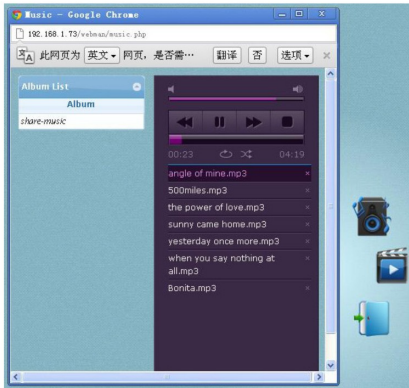 Music - Google Chrome
192.168.1.73/webman/music.php
此网页为 英文 网页，是否需… 翻译 否 选项
Album List
Album
share-music
00:23 04:19
angle of mine.mp3
500miles.mp3
the power of love.mp3
sunny came home.mp3
yesterday once more.mp3
when you say nothing at
all.mp3
Bonita.mp3